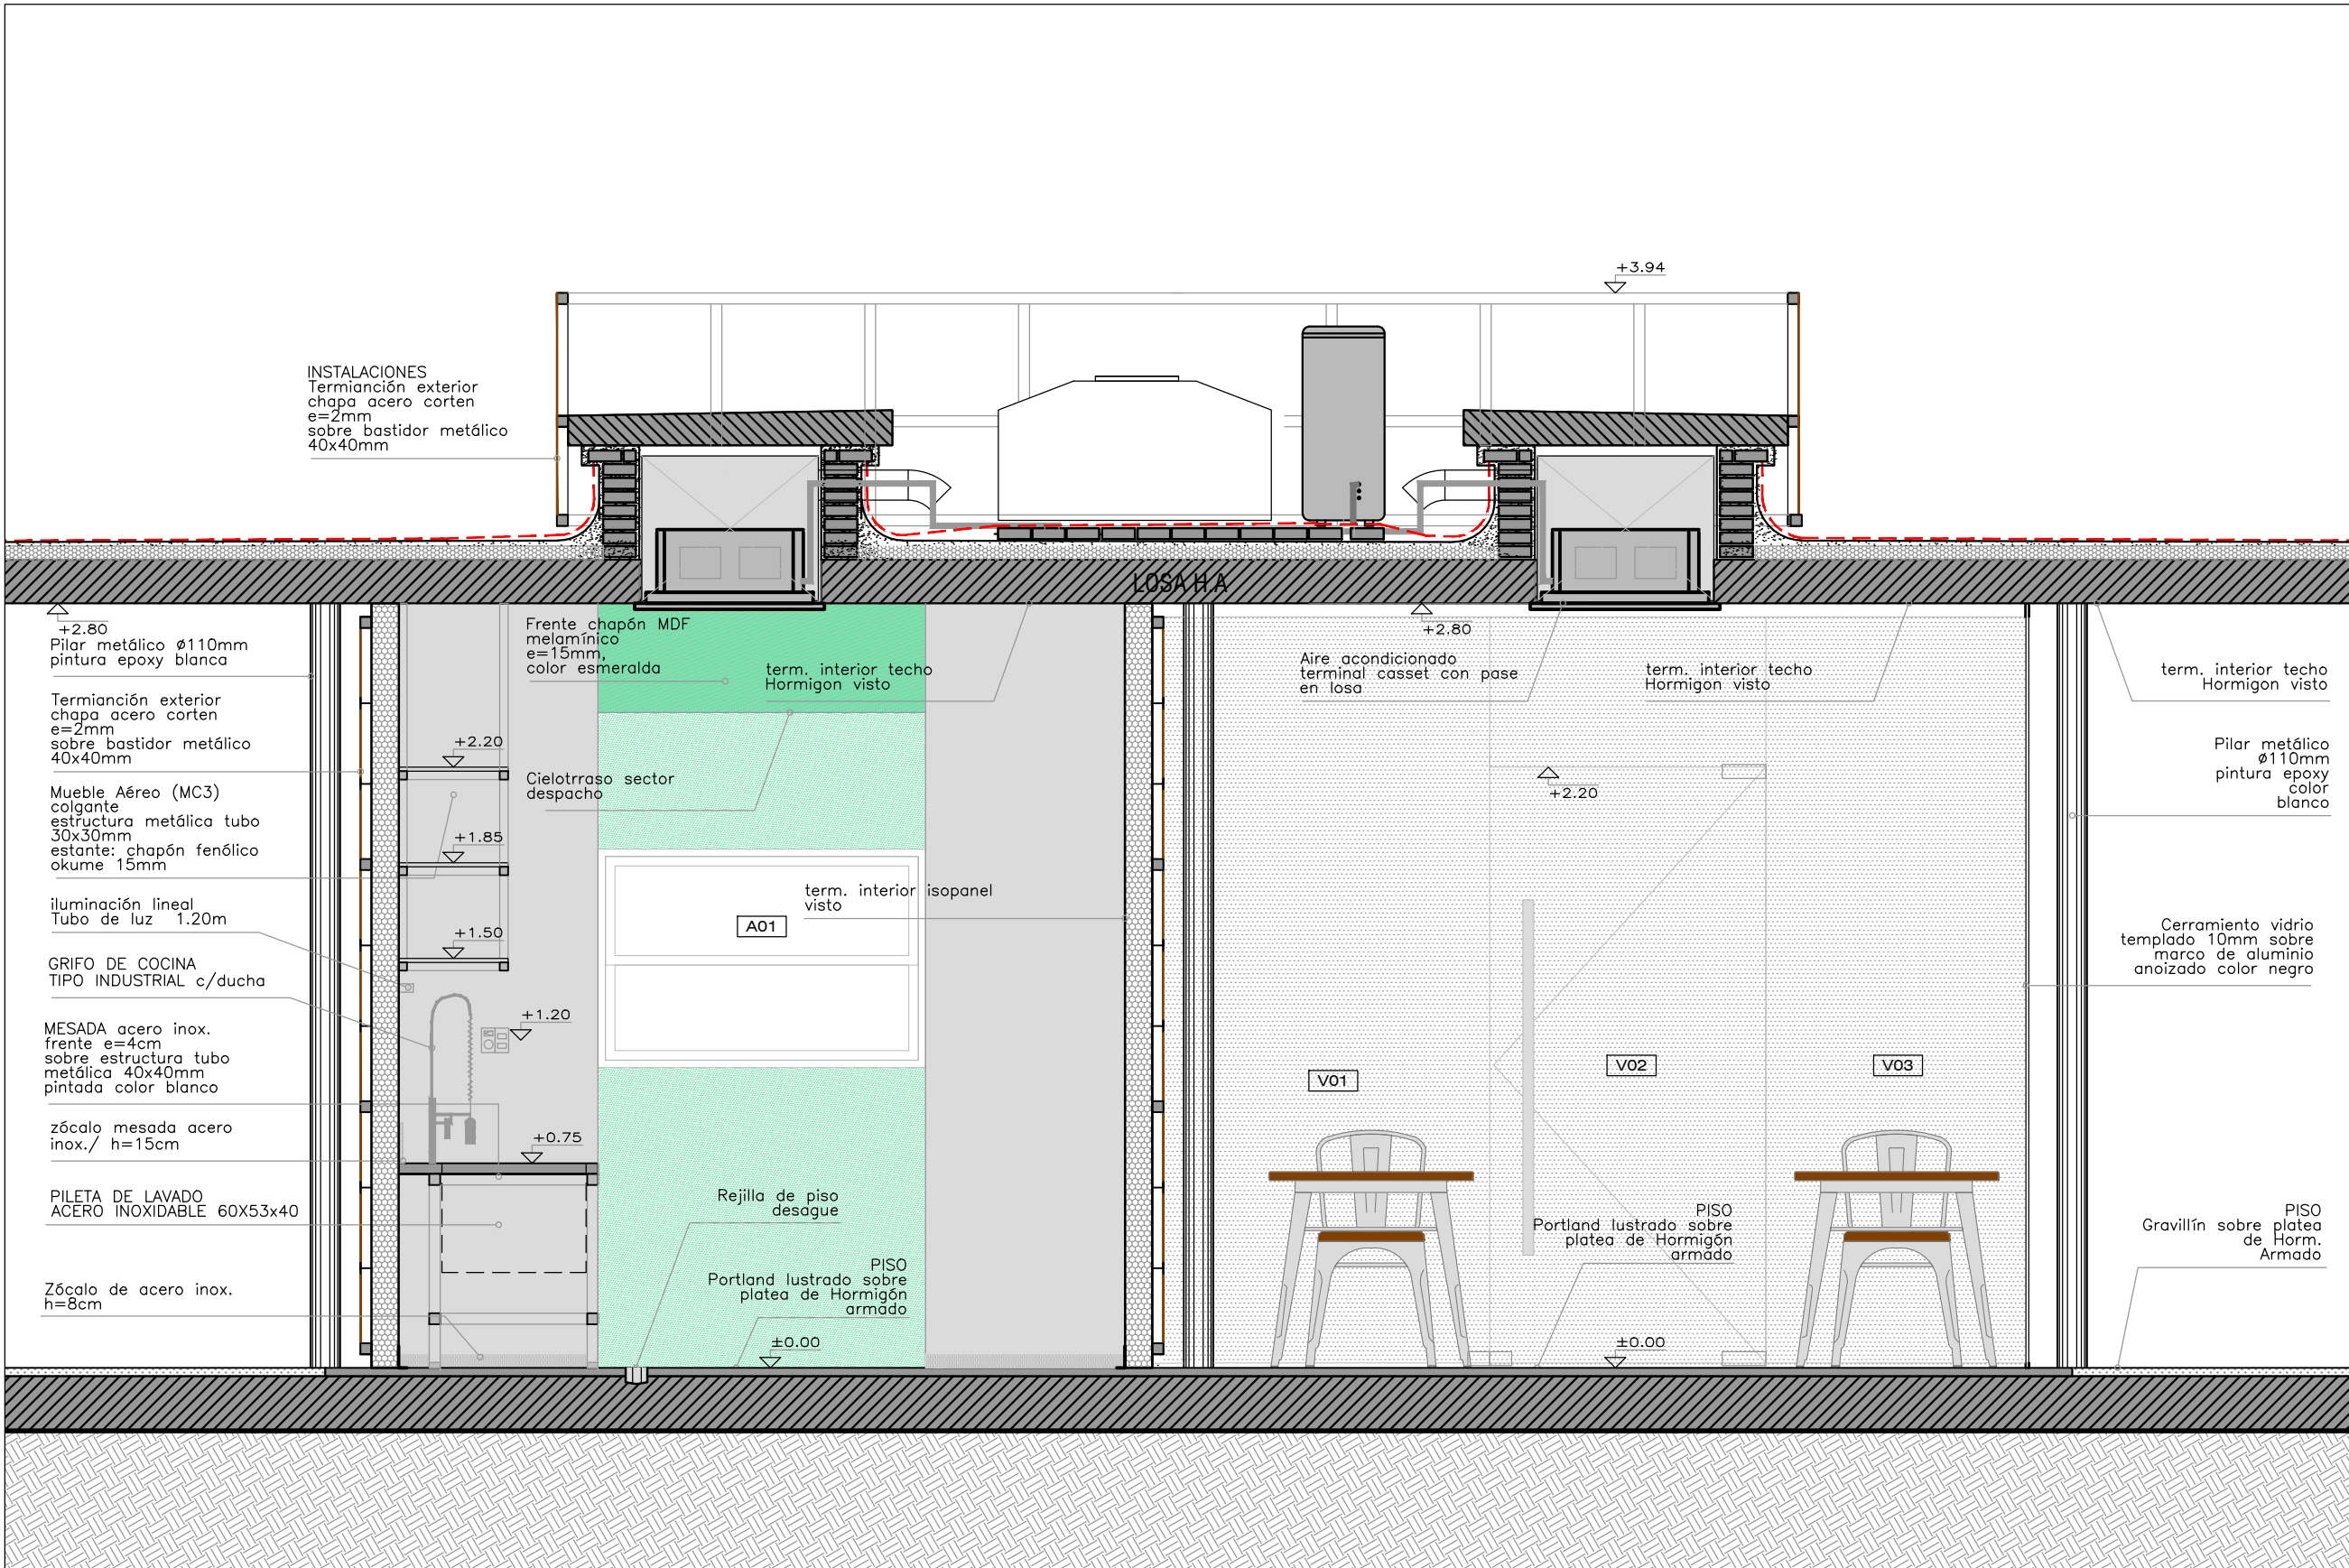 +3.94
INSTALACIONES
Termianción exterior
chapa acero corten
e=2mm
sobre bastidor metálico
40x40mm
LOSA H.A
+2.80
Pilar metálico ø110mm
pintura epoxy blanca
Termianción exterior
chapa acero corten
e=2mm
sobre bastidor metálico
40x40mm
Mueble Aéreo (MC3)
colgante
estructura metálica tubo
30x30mm
estante: chapón fenólico
okume 15mm
iluminación lineal
Tubo de luz 1.20m
GRIFO DE COCINA
TIPO INDUSTRIAL c/ducha
MESADA acero inox.
frente e=4cm
sobre estructura tubo
metálica 40x40mm
pintada color blanco
zócalo mesada acero
inox./ h=15cm
PILETA DE LAVADO
ACERO INOXIDABLE 60X53x40
Zócalo de acero inox.
h=8cm
+2.20
+1.85
+1.50
+1.20
+0.75
Frente chapón MDF
melamínico
e=15mm,
color esmeralda
term. interior techo
Hormigon visto
Cielotrraso sector
despacho
term. interior isopanel
visto
A01
Rejilla de piso
desague
PISO
Portland lustrado sobre
platea de Hormigón
armado
±0.00
+2.80
Aire acondicionado
terminal casset con pase
en losa
term. interior techo
Hormigon visto
+2.20
V01
V02
V03
PISO
Portland lustrado sobre
platea de Hormigón
armado
±0.00
term. interior techo
Hormigon visto
Pilar metálico
ø110mm
pintura epoxy
color
blanco
Cerramiento vidrio
templado 10mm sobre
marco de aluminio
anoizado color negro
PISO
Gravillín sobre platea
de Horm.
Armado